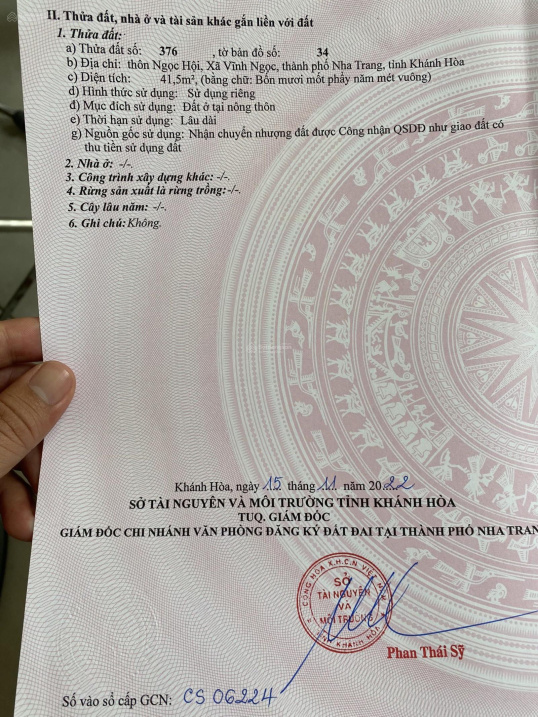 II. Thửa đất, nhà ở và tài sản khác gắn liền với đất
1. Thửa đất:
a) Thửa đất số: 376 , tờ bản đồ số: 34
b) Địa chỉ: thôn Ngọc Hội, Xã Vĩnh Ngọc, thành phố Nha Trang, tỉnh Khánh Hòa
c) Diện tích: 41,5m², (bằng chữ: Bốn mươi mốt phẩy năm mét vuông)
d) Hình thức sử dụng: Sử dụng riêng
đ) Mục đích sử dụng: Đất ở tại nông thôn
e) Thời hạn sử dụng: Lâu dài
g) Nguồn gốc sử dụng: Nhận chuyển nhượng đất được Công nhận QSDĐ như giao đất có
thu tiền sử dụng đất
2. Nhà ở: -/-.
3. Công trình xây dựng khác: -/-.
4. Rừng sản xuất là rừng trồng: -/-.
5. Cây lâu năm: -/-.
6. Ghi chú: Không.
Khánh Hòa, ngày 15 tháng 11 năm 2022
SỞ TÀI NGUYÊN VÀ MÔI TRƯỜNG TỈNH KHÁNH HÒA
TUQ. GIÁM ĐỐC
GIÁM ĐỐC CHI NHÁNH VĂN PHÒNG ĐĂNG KÝ ĐẤT ĐAI TẠI THÀNH PHỐ NHA TRAN
CỘNG HÒA X.H.C.N VIỆT NAM
SỞ
TÀI NGUYÊN
VÀ
MÔI TRƯỜNG
KHÁNH HÒA
Phan Thái Sỹ
Số vào sổ cấp GCN: CS 06224